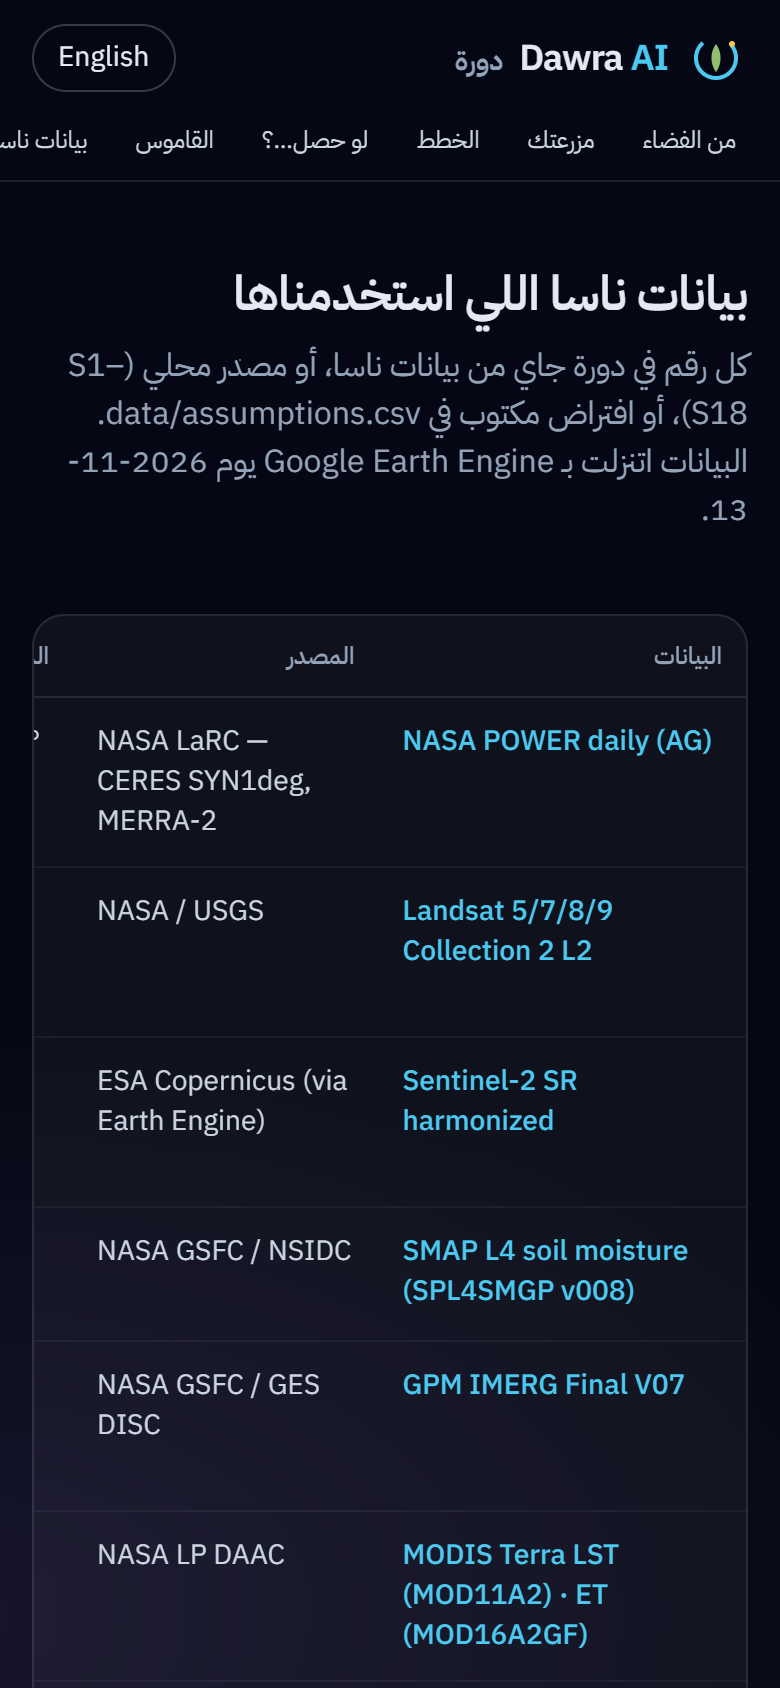 Dawra AI دورة
English
من الفضاء
مزرعتك
الخطط
لو حصل...؟
القاموس
بيانات
بيانات ناسا اللي استخدمناها
كل رقم في دورة جاي من بيانات ناسا، أو مصدر محلي (S1–
S18)، أو افتراض مكتوب في data/assumptions.csv.
البيانات اتنزلت بـ Google Earth Engine يوم 2026-11-
13.
البيانات
المصدر
NASA POWER daily (AG)
NASA LaRC —
CERES SYN1deg,
MERRA-2
Landsat 5/7/8/9
Collection 2 L2
NASA / USGS
Sentinel-2 SR
harmonized
ESA Copernicus (via
Earth Engine)
SMAP L4 soil moisture
(SPL4SMGP v008)
NASA GSFC / NSIDC
GPM IMERG Final V07
NASA GSFC / GES
DISC
MODIS Terra LST
(MOD11A2) · ET
(MOD16A2GF)
NASA LP DAAC